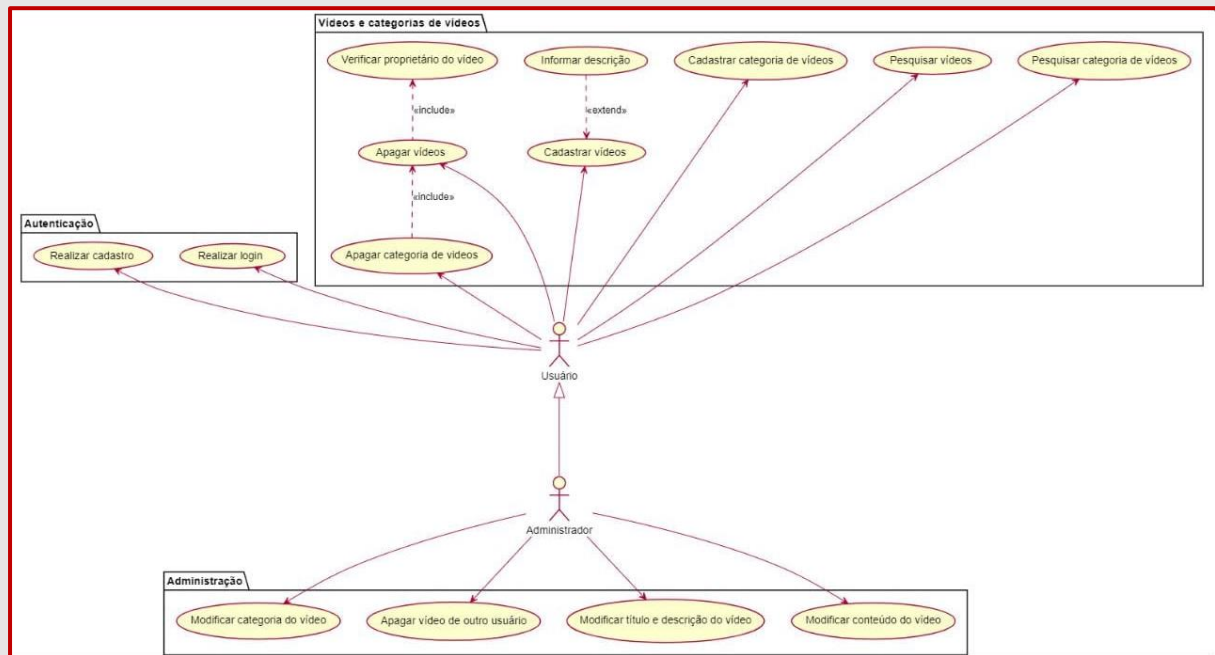 Vídeos e categorias de vídeos
Verificar proprietário do vídeo
Informar descrição
Cadastrar categoria de vídeos
Pesquisar vídeos
Pesquisar categoria de vídeos
«include»
«extend»
Apagar vídeos
Cadastrar vídeos
«include»
Autenticação
Realizar cadastro
Realizar login
Apagar categoria de vídeos
Usuário
Administrador
Administração
Modificar categoria do vídeo
Apagar vídeo de outro usuário
Modificar título e descrição do vídeo
Modificar conteúdo do vídeo